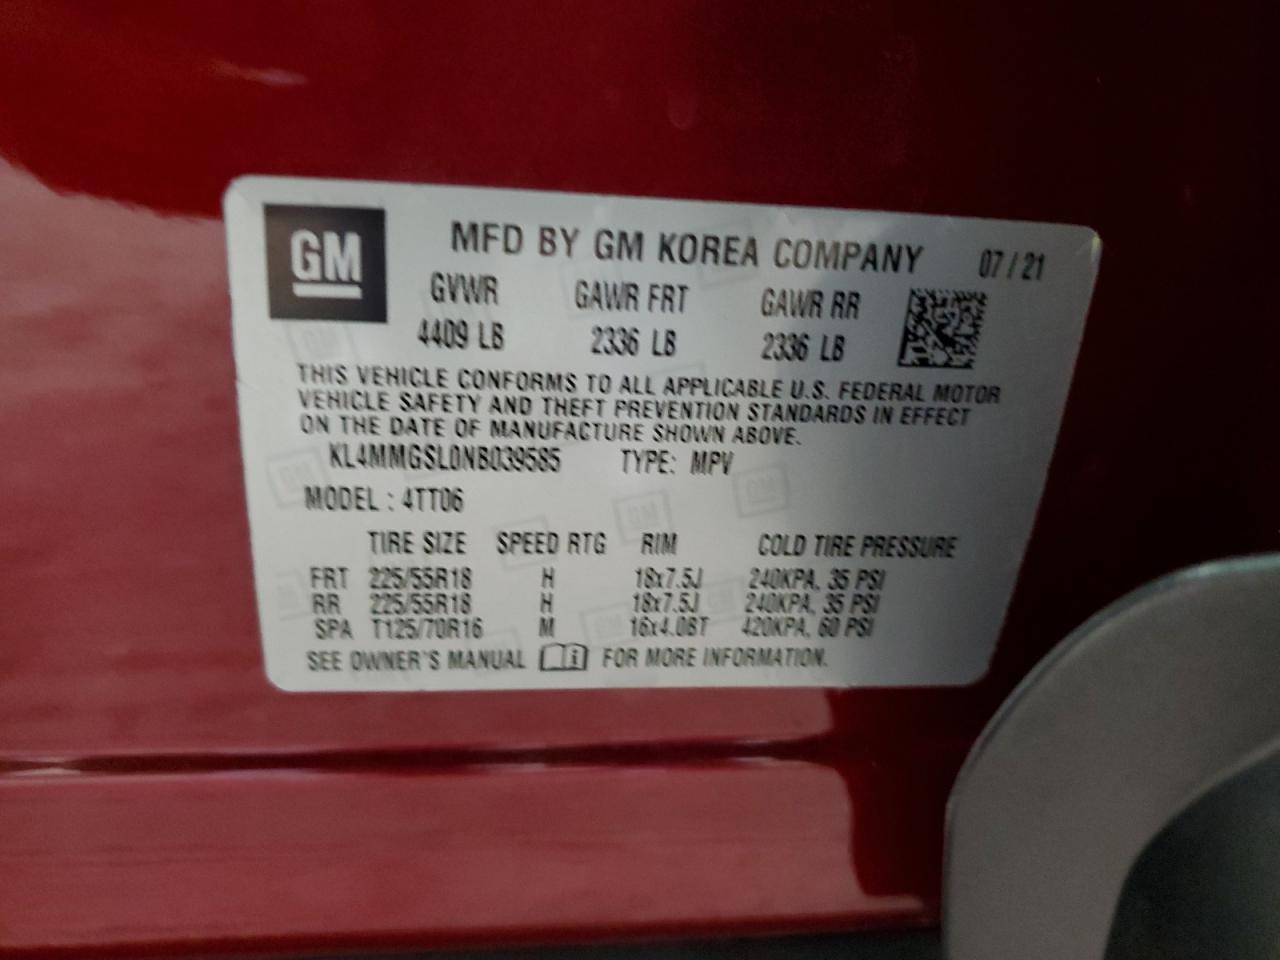 GM
MFD BY GM KOREA COMPANY 07/21
GVWR GAWR FRT GAWR RR
4409 LB 2336 LB 2336 LB
THIS VEHICLE CONFORMS TO ALL APPLICABLE U.S. FEDERAL MOTOR
VEHICLE SAFETY AND THEFT PREVENTION STANDARDS IN EFFECT
ON THE DATE OF MANUFACTURE SHOWN ABOVE.
KL4MMGSL0NB039585 TYPE: MPV
MODEL : 4TT06
TIRE SIZE SPEED RTG RIM COLD TIRE PRESSURE
FRT 225/55R18 H 18x7.5J 240KPA, 35 PSI
RR 225/55R18 H 18x7.5J 240KPA, 35 PSI
SPA T125/70R16 M 16x4.0BT 420KPA, 60 PSI
SEE OWNER'S MANUAL FOR MORE INFORMATION.